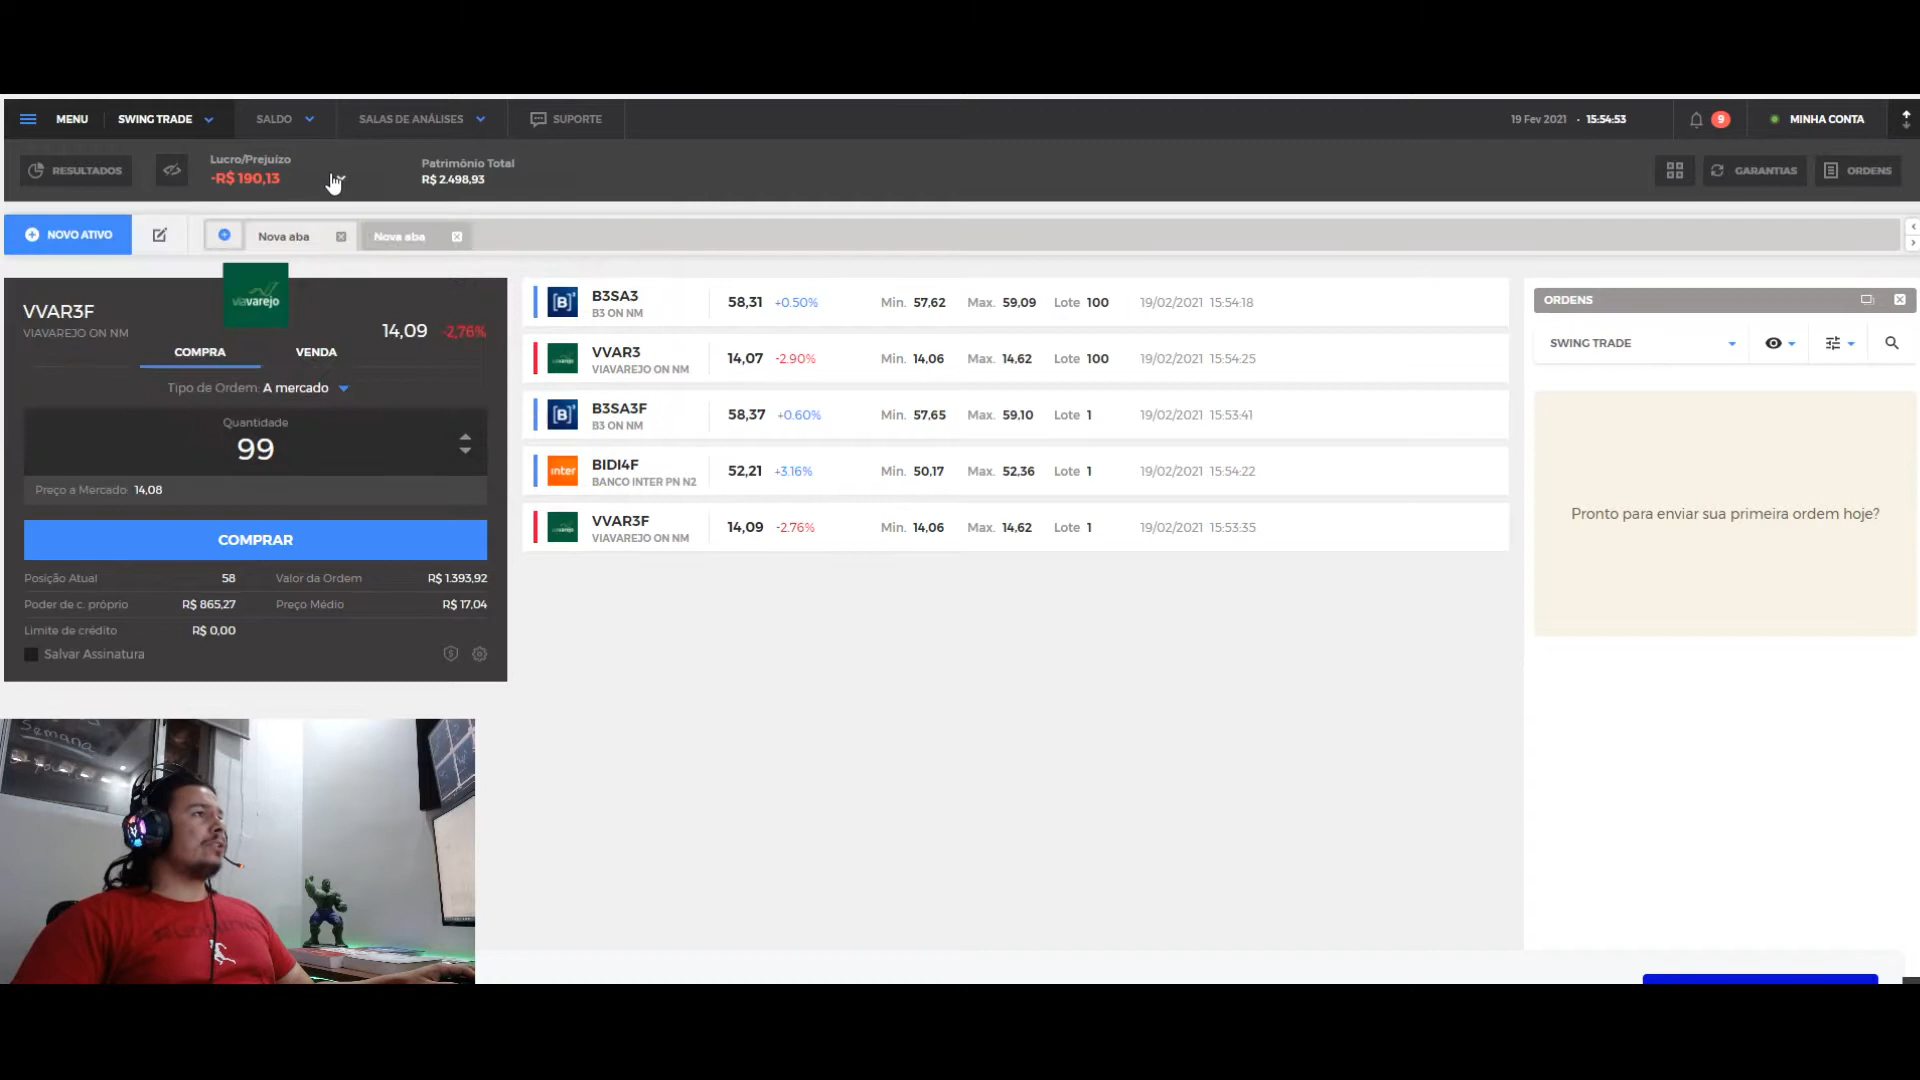 MENU
SWING TRADE
SALDO
SALAS DE ANÁLISES
SUPORTE
19 Fev 2021 · 15:54:53
9
MINHA CONTA
RESULTADOS
Lucro/Prejuízo
-R$ 190,13
Patrimônio Total
R$ 2.498,93
GARANTIAS
ORDENS
NOVO ATIVO
Nova aba
Nova aba
VVAR3F
VIAVAREJO ON NM
viavarejo
14,09 -2,76%
COMPRA
VENDA
Tipo de Ordem: A mercado
Quantidade
99
Preço a Mercado: 14,08
COMPRAR
Posição Atual 58 Valor da Ordem R$ 1.393,92
Poder de c. próprio R$ 865,27 Preço Médio R$ 17,04
Limite de crédito R$ 0,00
Salvar Assinatura
[B]³ B3SA3 58,31 +0.50% Min. 57,62 Max. 59,09 Lote 100 19/02/2021 15:54:18
B3 ON NM
VVAR3 14,07 -2.90% Min. 14,06 Max. 14,62 Lote 100 19/02/2021 15:54:25
VIAVAREJO ON NM
[B]³ B3SA3F 58,37 +0.60% Min. 57,65 Max. 59,10 Lote 1 19/02/2021 15:53:41
B3 ON NM
inter BIDI4F 52,21 +3.16% Min. 50,17 Max. 52,36 Lote 1 19/02/2021 15:54:22
BANCO INTER PN N2
VVAR3F 14,09 -2.76% Min. 14,06 Max. 14,62 Lote 1 19/02/2021 15:53:35
VIAVAREJO ON NM
ORDENS
SWING TRADE
Pronto para enviar sua primeira ordem hoje?
Semana